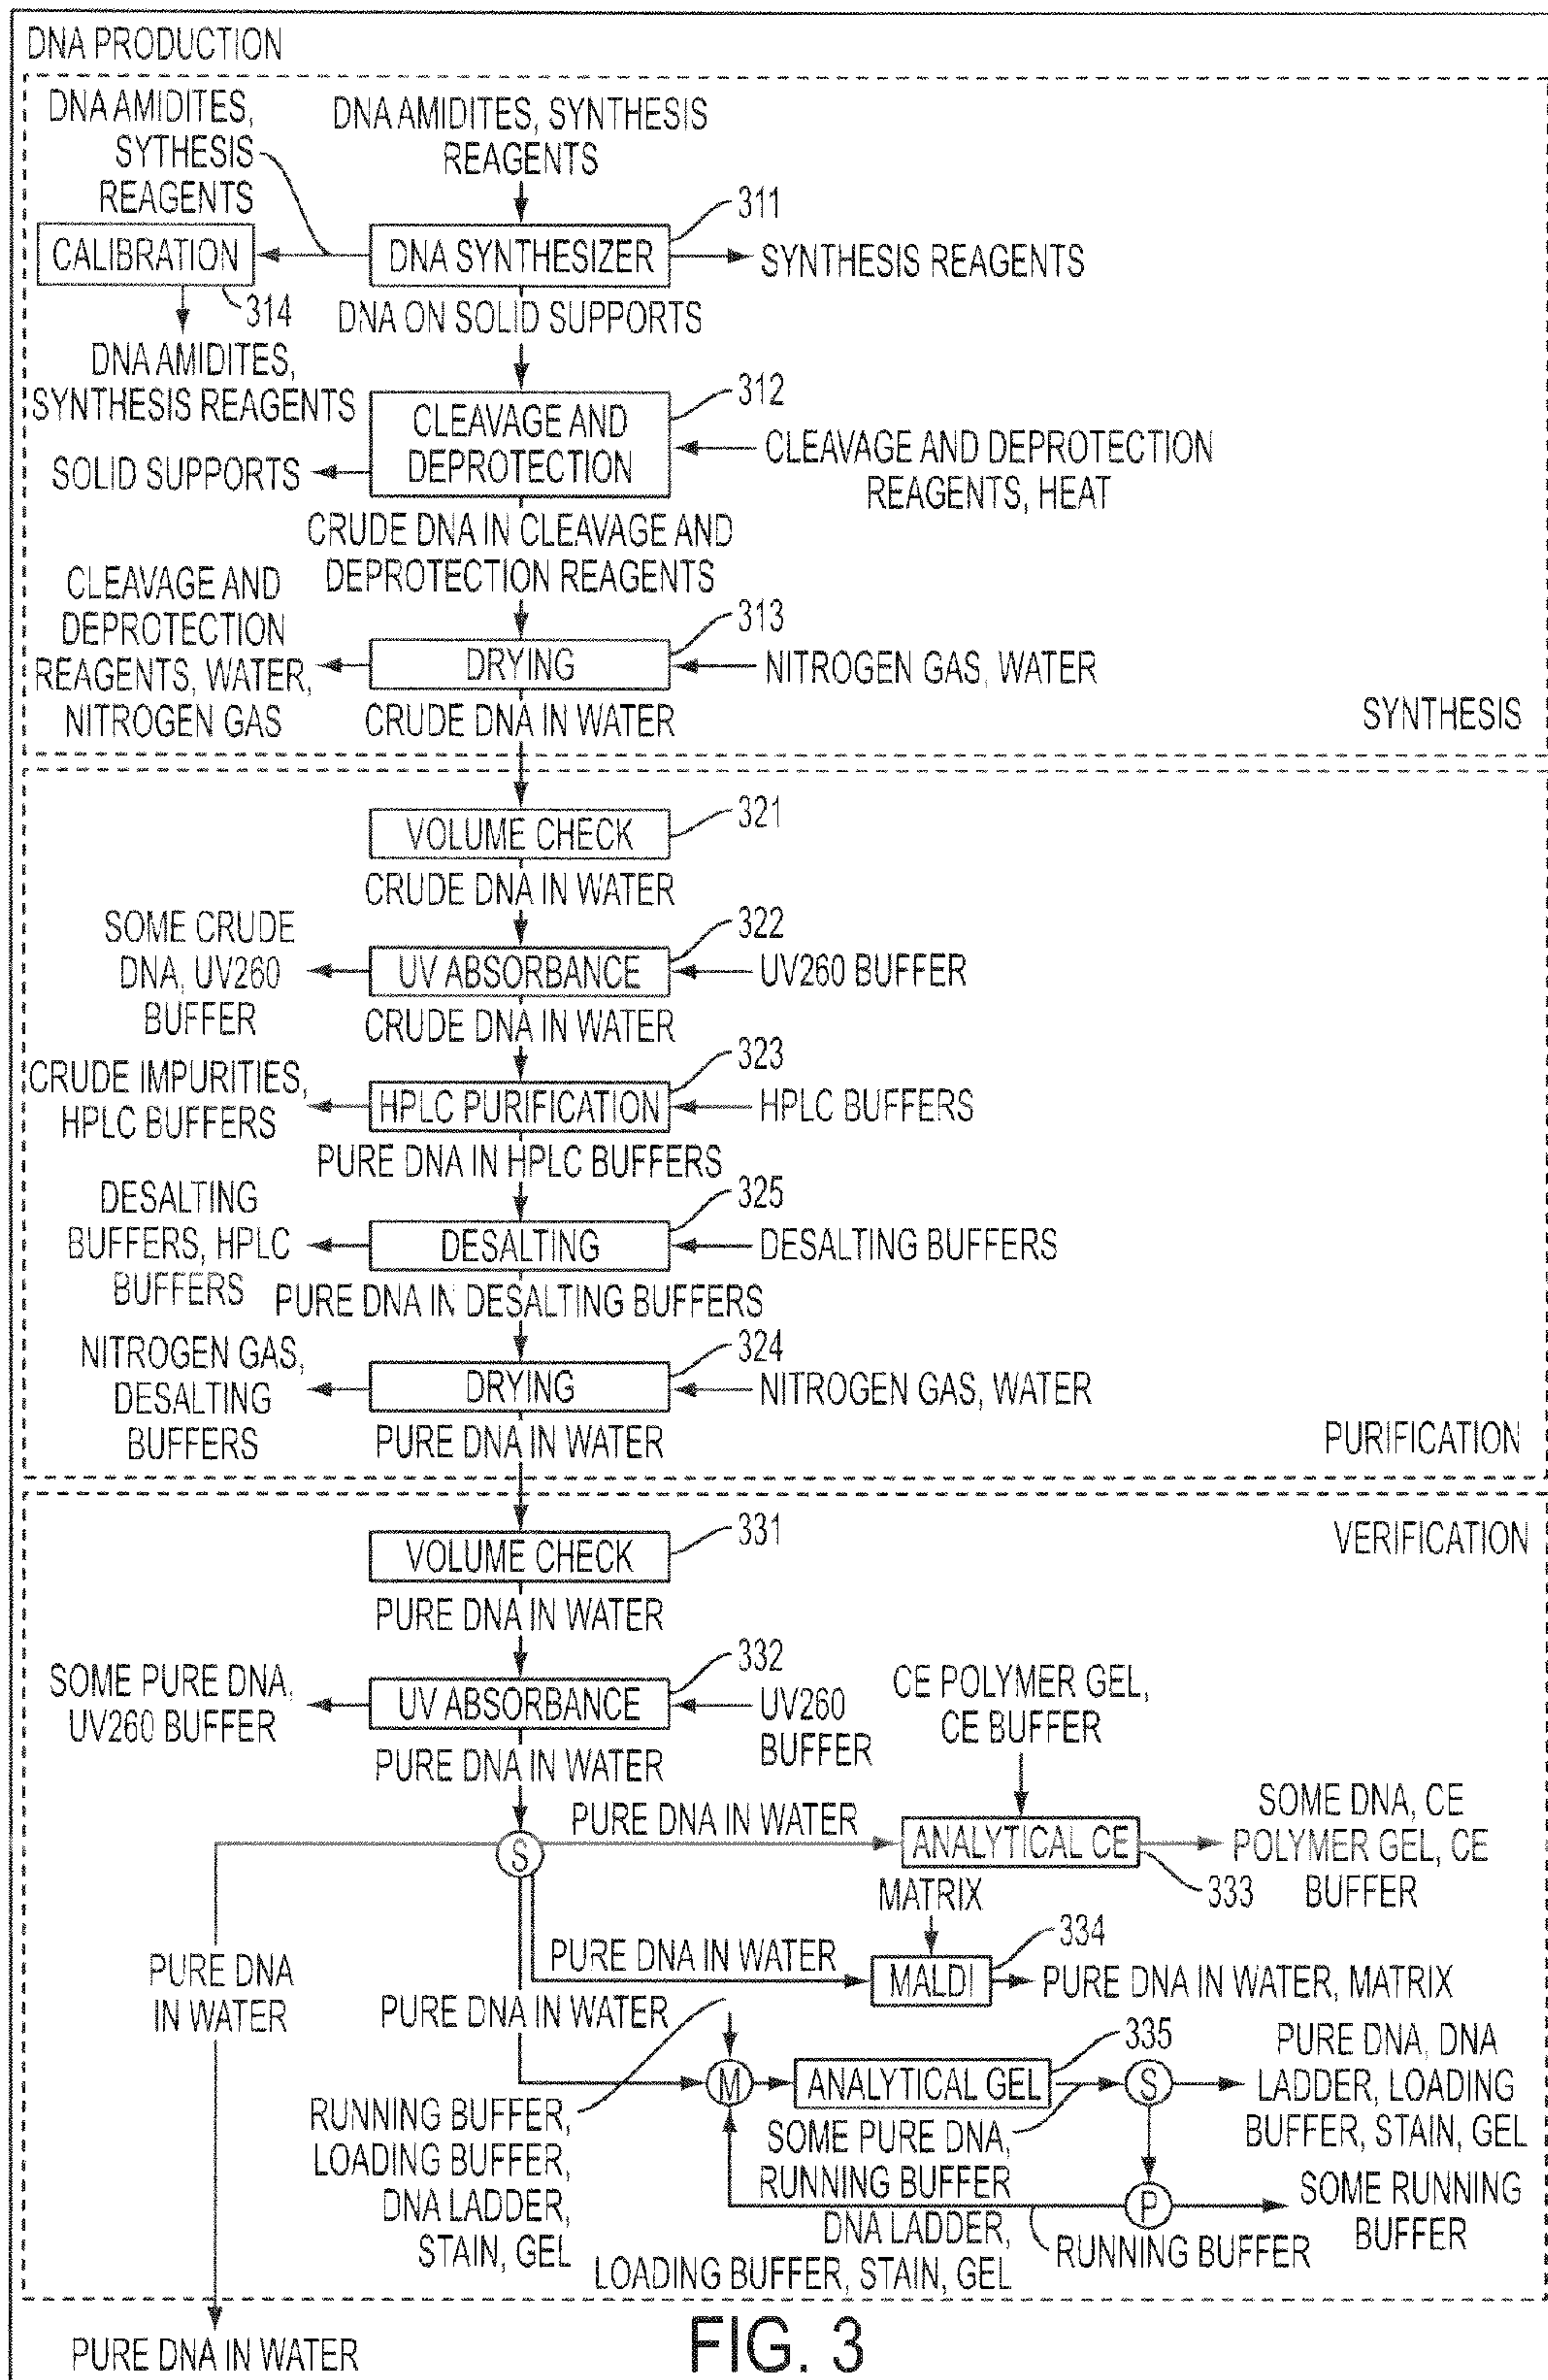 DNA PRODUCTION
DNA AMIDITES,
SYTHESIS
REAGENTS
DNA AMIDITES, SYNTHESIS
REAGENTS
311
CALIBRATION
DNA SYNTHESIZER
SYNTHESIS REAGENTS
314
DNA ON SOLID SUPPORTS
DNA AMIDITES,
SYNTHESIS REAGENTS
312
CLEAVAGE AND
DEPROTECTION
CLEAVAGE AND DEPROTECTION
REAGENTS, HEAT
SOLID SUPPORTS
CRUDE DNA IN CLEAVAGE AND
DEPROTECTION REAGENTS
CLEAVAGE AND
DEPROTECTION
REAGENTS, WATER,
NITROGEN GAS
313
DRYING
NITROGEN GAS, WATER
CRUDE DNA IN WATER
SYNTHESIS
321
VOLUME CHECK
CRUDE DNA IN WATER
SOME CRUDE
DNA, UV260
BUFFER
322
UV ABSORBANCE
UV260 BUFFER
CRUDE DNA IN WATER
323
CRUDE IMPURITIES,
HPLC BUFFERS
HPLC PURIFICATION
HPLC BUFFERS
PURE DNA IN HPLC BUFFERS
325
DESALTING
BUFFERS, HPLC
BUFFERS
DESALTING
DESALTING BUFFERS
PURE DNA IN DESALTING BUFFERS
324
NITROGEN GAS,
DESALTING
BUFFERS
DRYING
NITROGEN GAS, WATER
PURE DNA IN WATER
PURIFICATION
331
VERIFICATION
VOLUME CHECK
PURE DNA IN WATER
332
SOME PURE DNA,
UV260 BUFFER
UV ABSORBANCE
UV260
BUFFER
CE POLYMER GEL,
CE BUFFER
PURE DNA IN WATER
S
PURE DNA IN WATER
ANALYTICAL CE
333
SOME DNA, CE
POLYMER GEL, CE
BUFFER
MATRIX
334
PURE DNA IN WATER
MALDI
PURE DNA IN WATER, MATRIX
PURE DNA
IN WATER
PURE DNA IN WATER
335
M
ANALYTICAL GEL
S
PURE DNA, DNA
LADDER, LOADING
BUFFER, STAIN, GEL
RUNNING BUFFER,
LOADING BUFFER,
DNA LADDER,
STAIN, GEL
SOME PURE DNA,
RUNNING BUFFER
DNA LADDER,
LOADING BUFFER, STAIN, GEL
P
SOME RUNNING
BUFFER
RUNNING BUFFER
PURE DNA IN WATER
FIG. 3